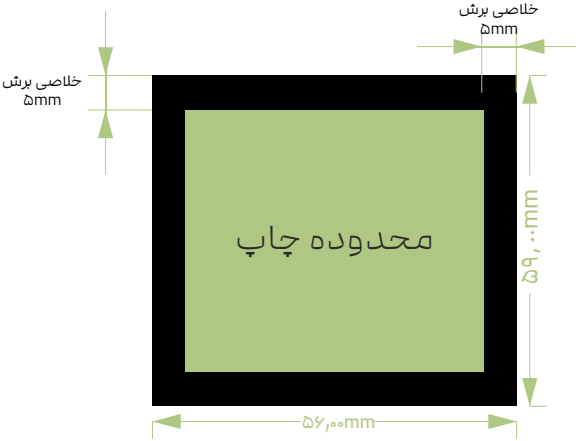 خلاصی برش
۵mm
خلاصی برش
۵mm
محدوده چاپ
۵۹,۰۰mm
۵۶,۰۰mm